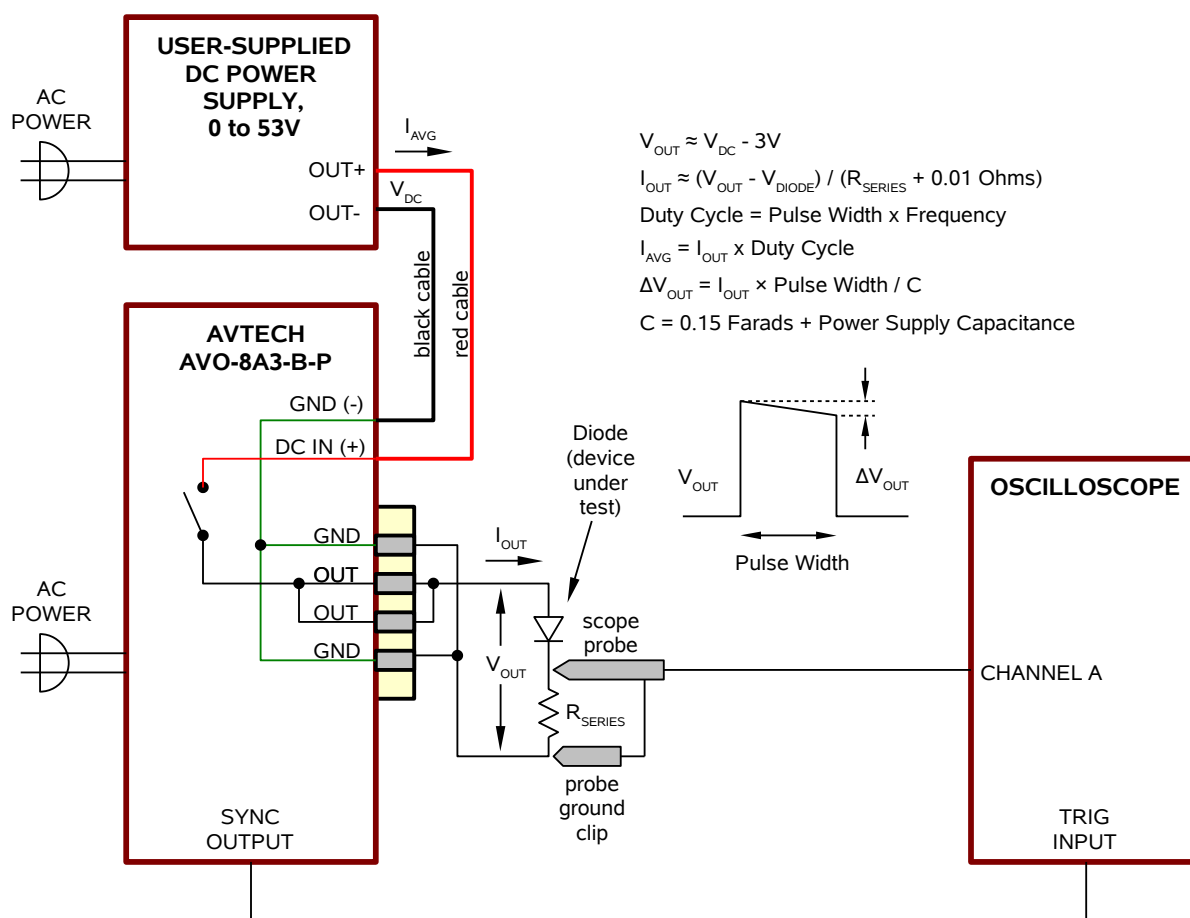 USER-SUPPLIED
DC POWER
SUPPLY,
0 to 53V
AC
POWER
I_AVG
OUT+
V_DC
OUT-
V_OUT ≈ V_DC - 3V
I_OUT ≈ (V_OUT - V_DIODE) / (R_SERIES + 0.01 Ohms)
Duty Cycle = Pulse Width x Frequency
I_AVG = I_OUT x Duty Cycle
ΔV_OUT = I_OUT × Pulse Width / C
C = 0.15 Farads + Power Supply Capacitance
black cable
red cable
AVTECH
AVO-8A3-B-P
GND (-)
DC IN (+)
GND
OUT
OUT
GND
AC
POWER
I_OUT
V_OUT
Diode
(device
under
test)
scope
probe
R_SERIES
probe
ground
clip
V_OUT
ΔV_OUT
Pulse Width
OSCILLOSCOPE
CHANNEL A
SYNC
OUTPUT
TRIG
INPUT